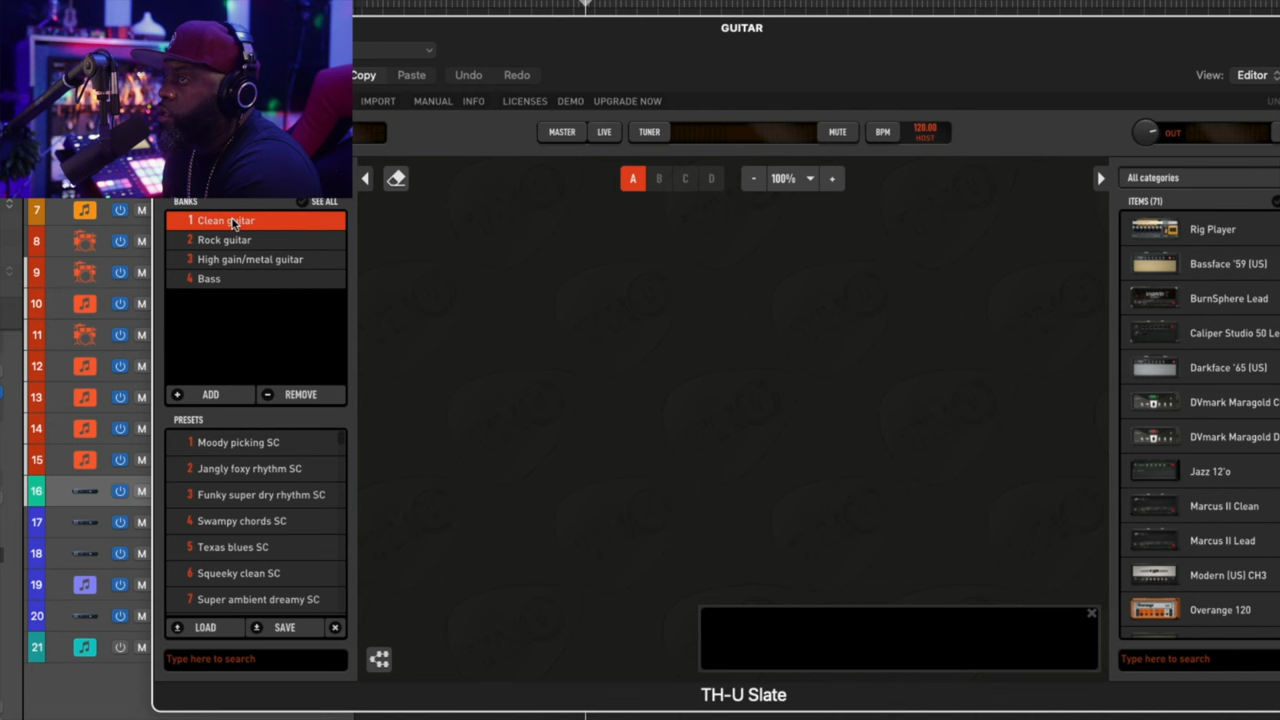 GUITAR
Copy
Paste
Undo
Redo
View:
Editor
IMPORT
MANUAL
INFO
LICENSES
DEMO
UPGRADE NOW
MASTER
LIVE
TUNER
MUTE
BPM
120.00
HOST
OUT
A
B
C
D
-
100%
+
All categories
BANKS
SEE ALL
1 Clean guitar
2 Rock guitar
3 High gain/metal guitar
4 Bass
+ ADD
- REMOVE
PRESETS
1 Moody picking SC
2 Jangly foxy rhythm SC
3 Funky super dry rhythm SC
4 Swampy chords SC
5 Texas blues SC
6 Squeeky clean SC
7 Super ambient dreamy SC
LOAD
SAVE
Type here to search
7 M
8 M
9 M
10 M
11 M
12 M
13 M
14 M
15 M
16 M
17 M
18 M
19 M
20 M
21 M
ITEMS (71)
Rig Player
Bassface '59 (US)
BurnSphere Lead
Caliper Studio 50 Le
Darkface '65 (US)
DVmark Maragold C
DVmark Maragold D
Jazz 12'o
Marcus II Clean
Marcus II Lead
Modern (US) CH3
Overange 120
Type here to search
TH-U Slate